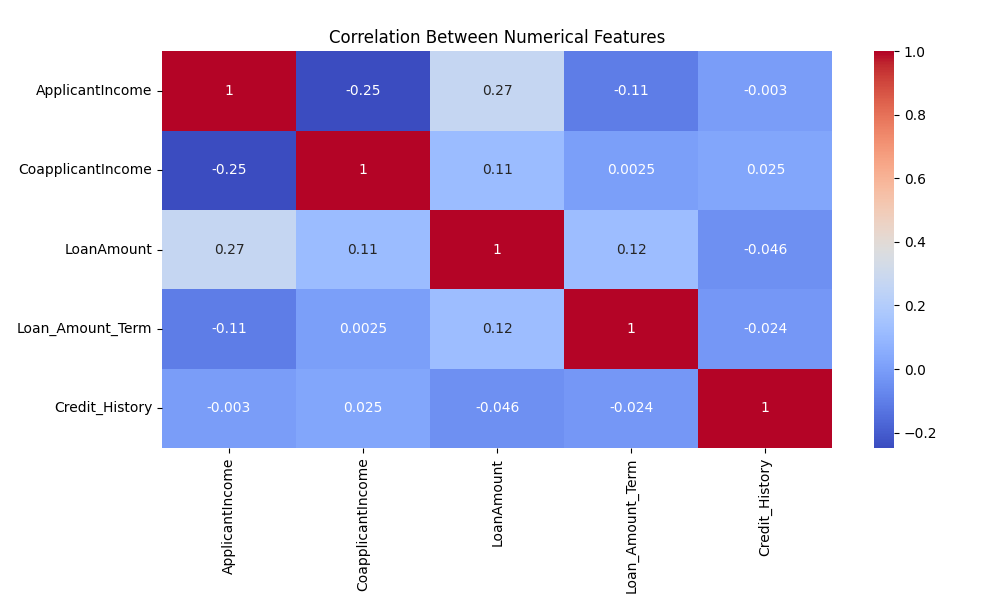 Correlation Between Numerical Features
ApplicantIncome 1 -0.25 0.27 -0.11 -0.003
CoapplicantIncome -0.25 1 0.11 0.0025 0.025
LoanAmount 0.27 0.11 1 0.12 -0.046
Loan_Amount_Term -0.11 0.0025 0.12 1 -0.024
Credit_History -0.003 0.025 -0.046 -0.024 1
ApplicantIncome
CoapplicantIncome
LoanAmount
Loan_Amount_Term
Credit_History
1.0
0.8
0.6
0.4
0.2
0.0
−0.2